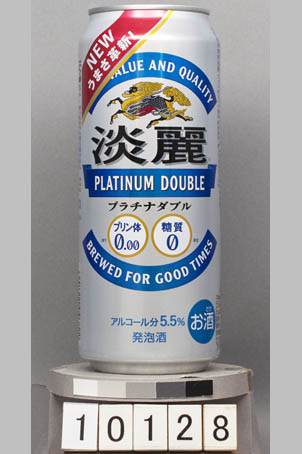 NEW
うまさ革新!
VALUE AND QUALITY
淡麗
PLATINUM DOUBLE
プラチナダブル
プリン体
0.00
糖質
0
BREWED FOR GOOD TIMES
お酒
アルコール分5.5%
発泡酒
10128